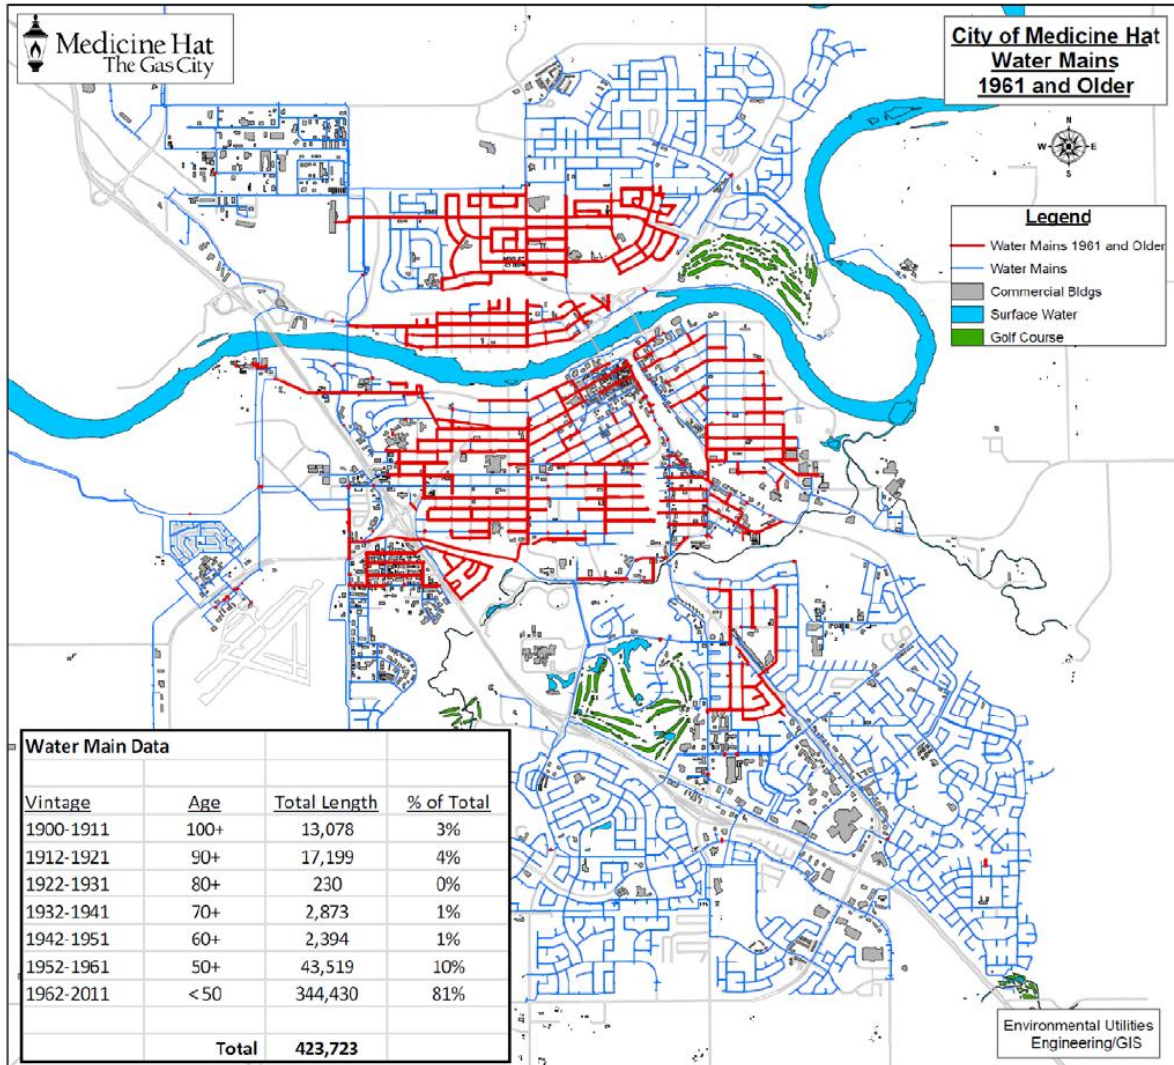 Medicine Hat
The Gas City
City of Medicine Hat
Water Mains
1961 and Older
N
W E
S
Legend
Water Mains 1961 and Older
Water Mains
Commercial Bldgs
Surface Water
Golf Course
Water Main Data
Vintage Age Total Length % of Total
1900-1911 100+ 13,078 3%
1912-1921 90+ 17,199 4%
1922-1931 80+ 230 0%
1932-1941 70+ 2,873 1%
1942-1951 60+ 2,394 1%
1952-1961 50+ 43,519 10%
1962-2011 <50 344,430 81%
Total 423,723
Environmental Utilities
Engineering/GIS